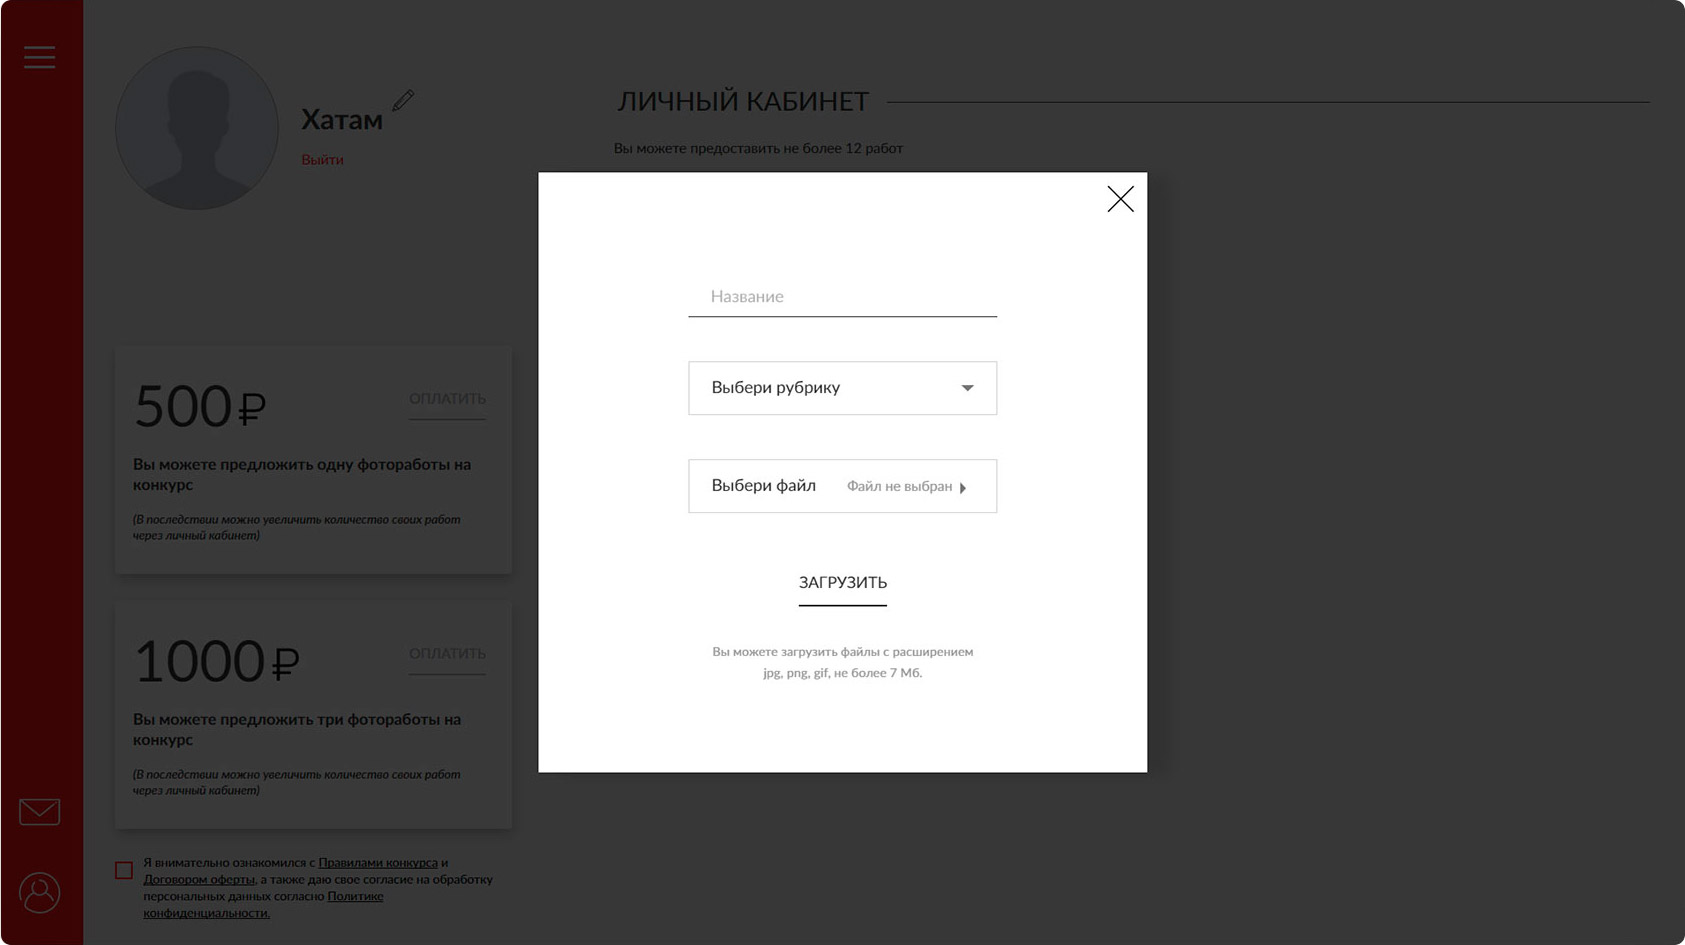 Хатам
Выйти
ЛИЧНЫЙ КАБИНЕТ
Вы можете предоставить не более 12 работ
500 ₽
ОПЛАТИТЬ
Вы можете предложить одну фотоработы на
конкурс
(В последствии можно увеличить количество своих работ
через личный кабинет)
1000 ₽
ОПЛАТИТЬ
Вы можете предложить три фотоработы на
конкурс
(В последствии можно увеличить количество своих работ
через личный кабинет)
Я внимательно ознакомился с Правилами конкурса и
Договором оферты, а также даю свое согласие на обработку
персональных данных согласно Политике
конфиденциальности.
Название
Выбери рубрику
Выбери файл Файл не выбран
ЗАГРУЗИТЬ
Вы можете загрузить файлы с расширением
jpg, png, gif, не более 7 Мб.